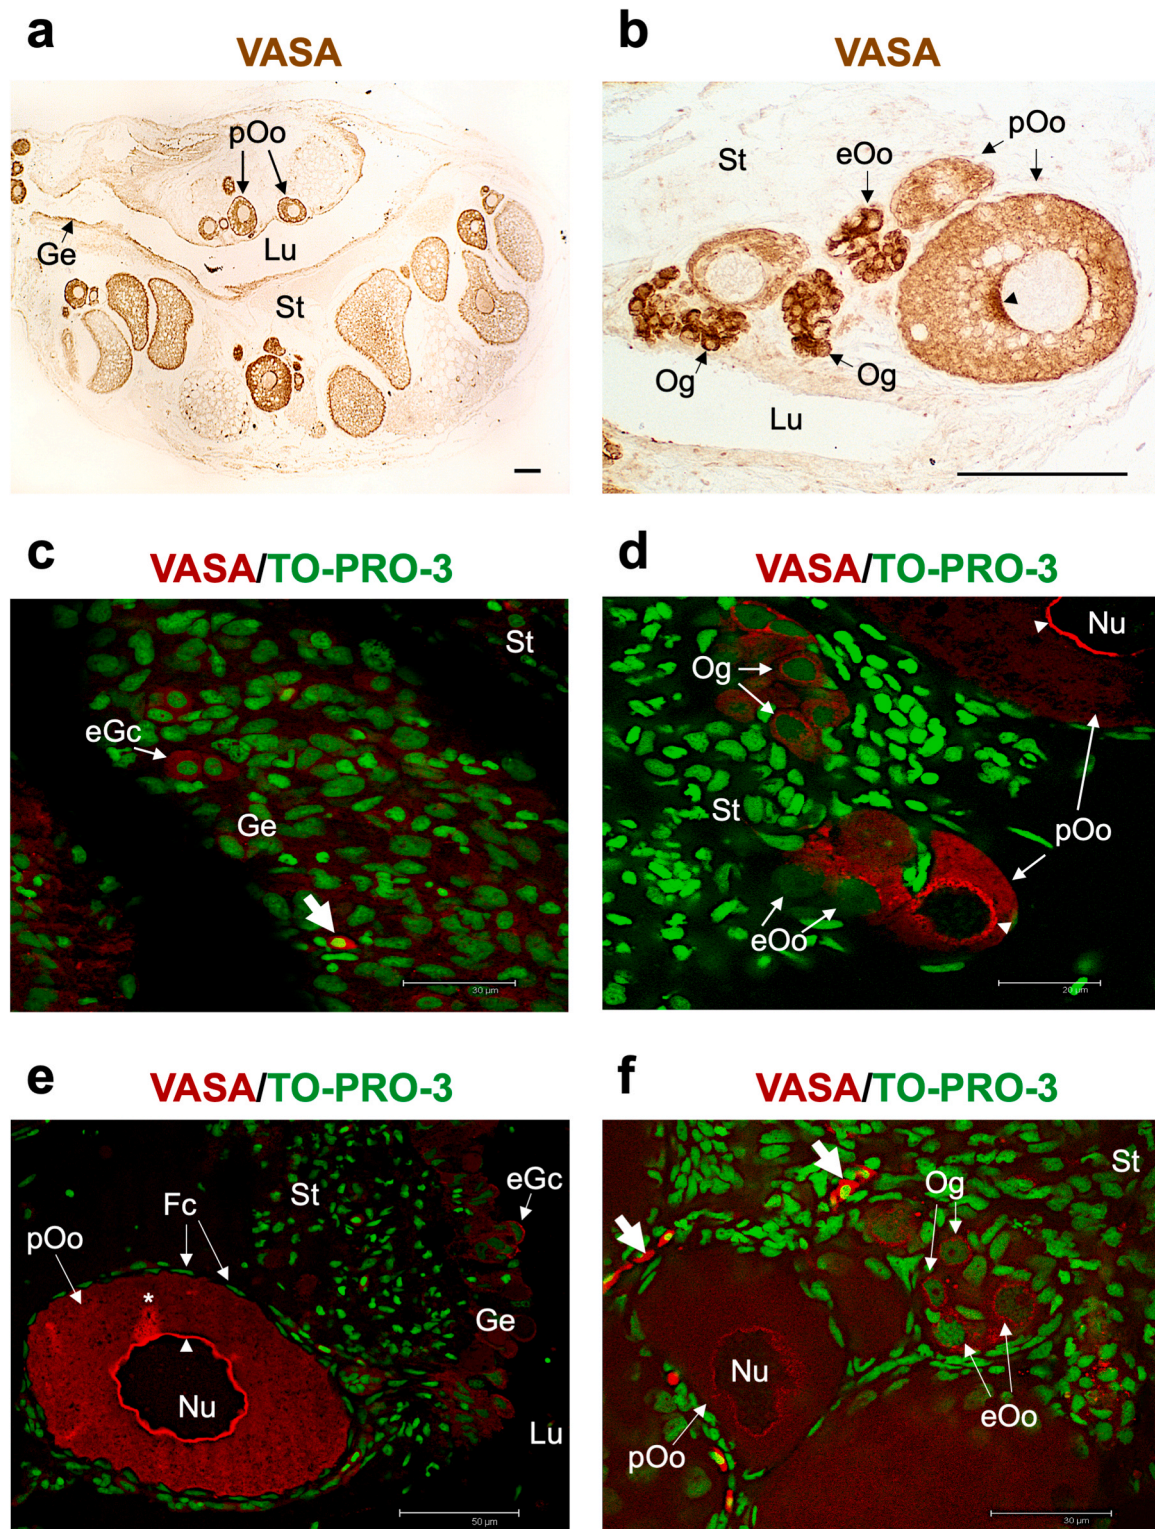 a
VASA
pOo
Ge
Lu
St
b
VASA
St
eOo
pOo
Og
Og
Lu
c
VASA/TO-PRO-3
St
eGc
Ge
30 µm
d
VASA/TO-PRO-3
Nu
Og
St
pOo
eOo
20 µm
e
VASA/TO-PRO-3
St
eGc
Fc
pOo
*
Ge
Nu
Lu
50 µm
f
VASA/TO-PRO-3
St
Og
Nu
eOo
pOo
30 µm